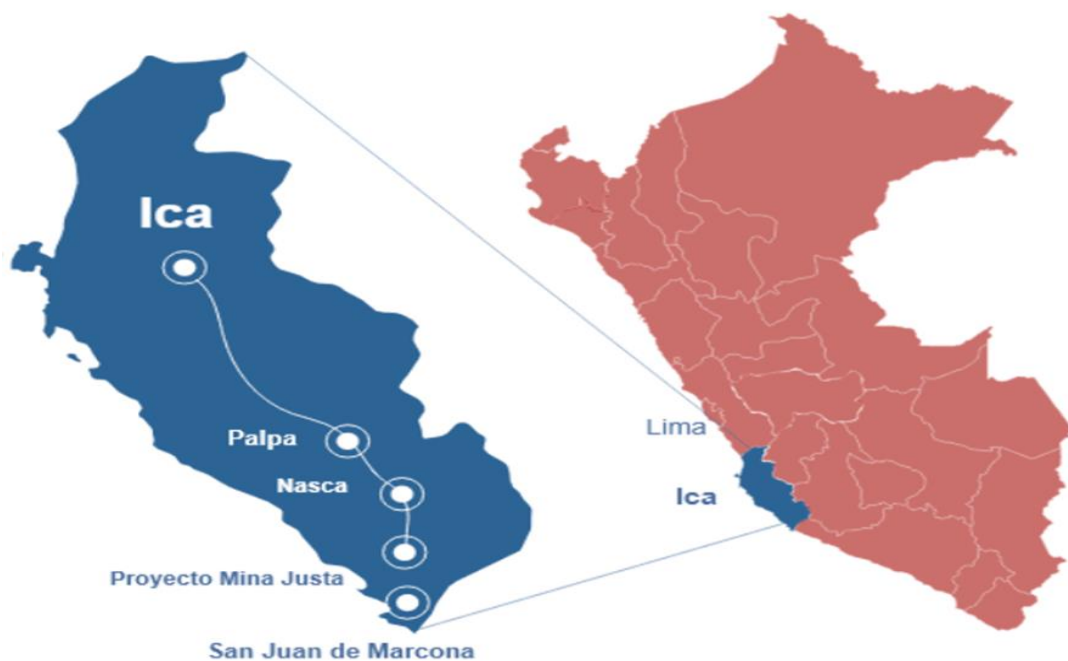 Ica
Palpa
Nasca
Proyecto Mina Justa
San Juan de Marcona
Lima
Ica